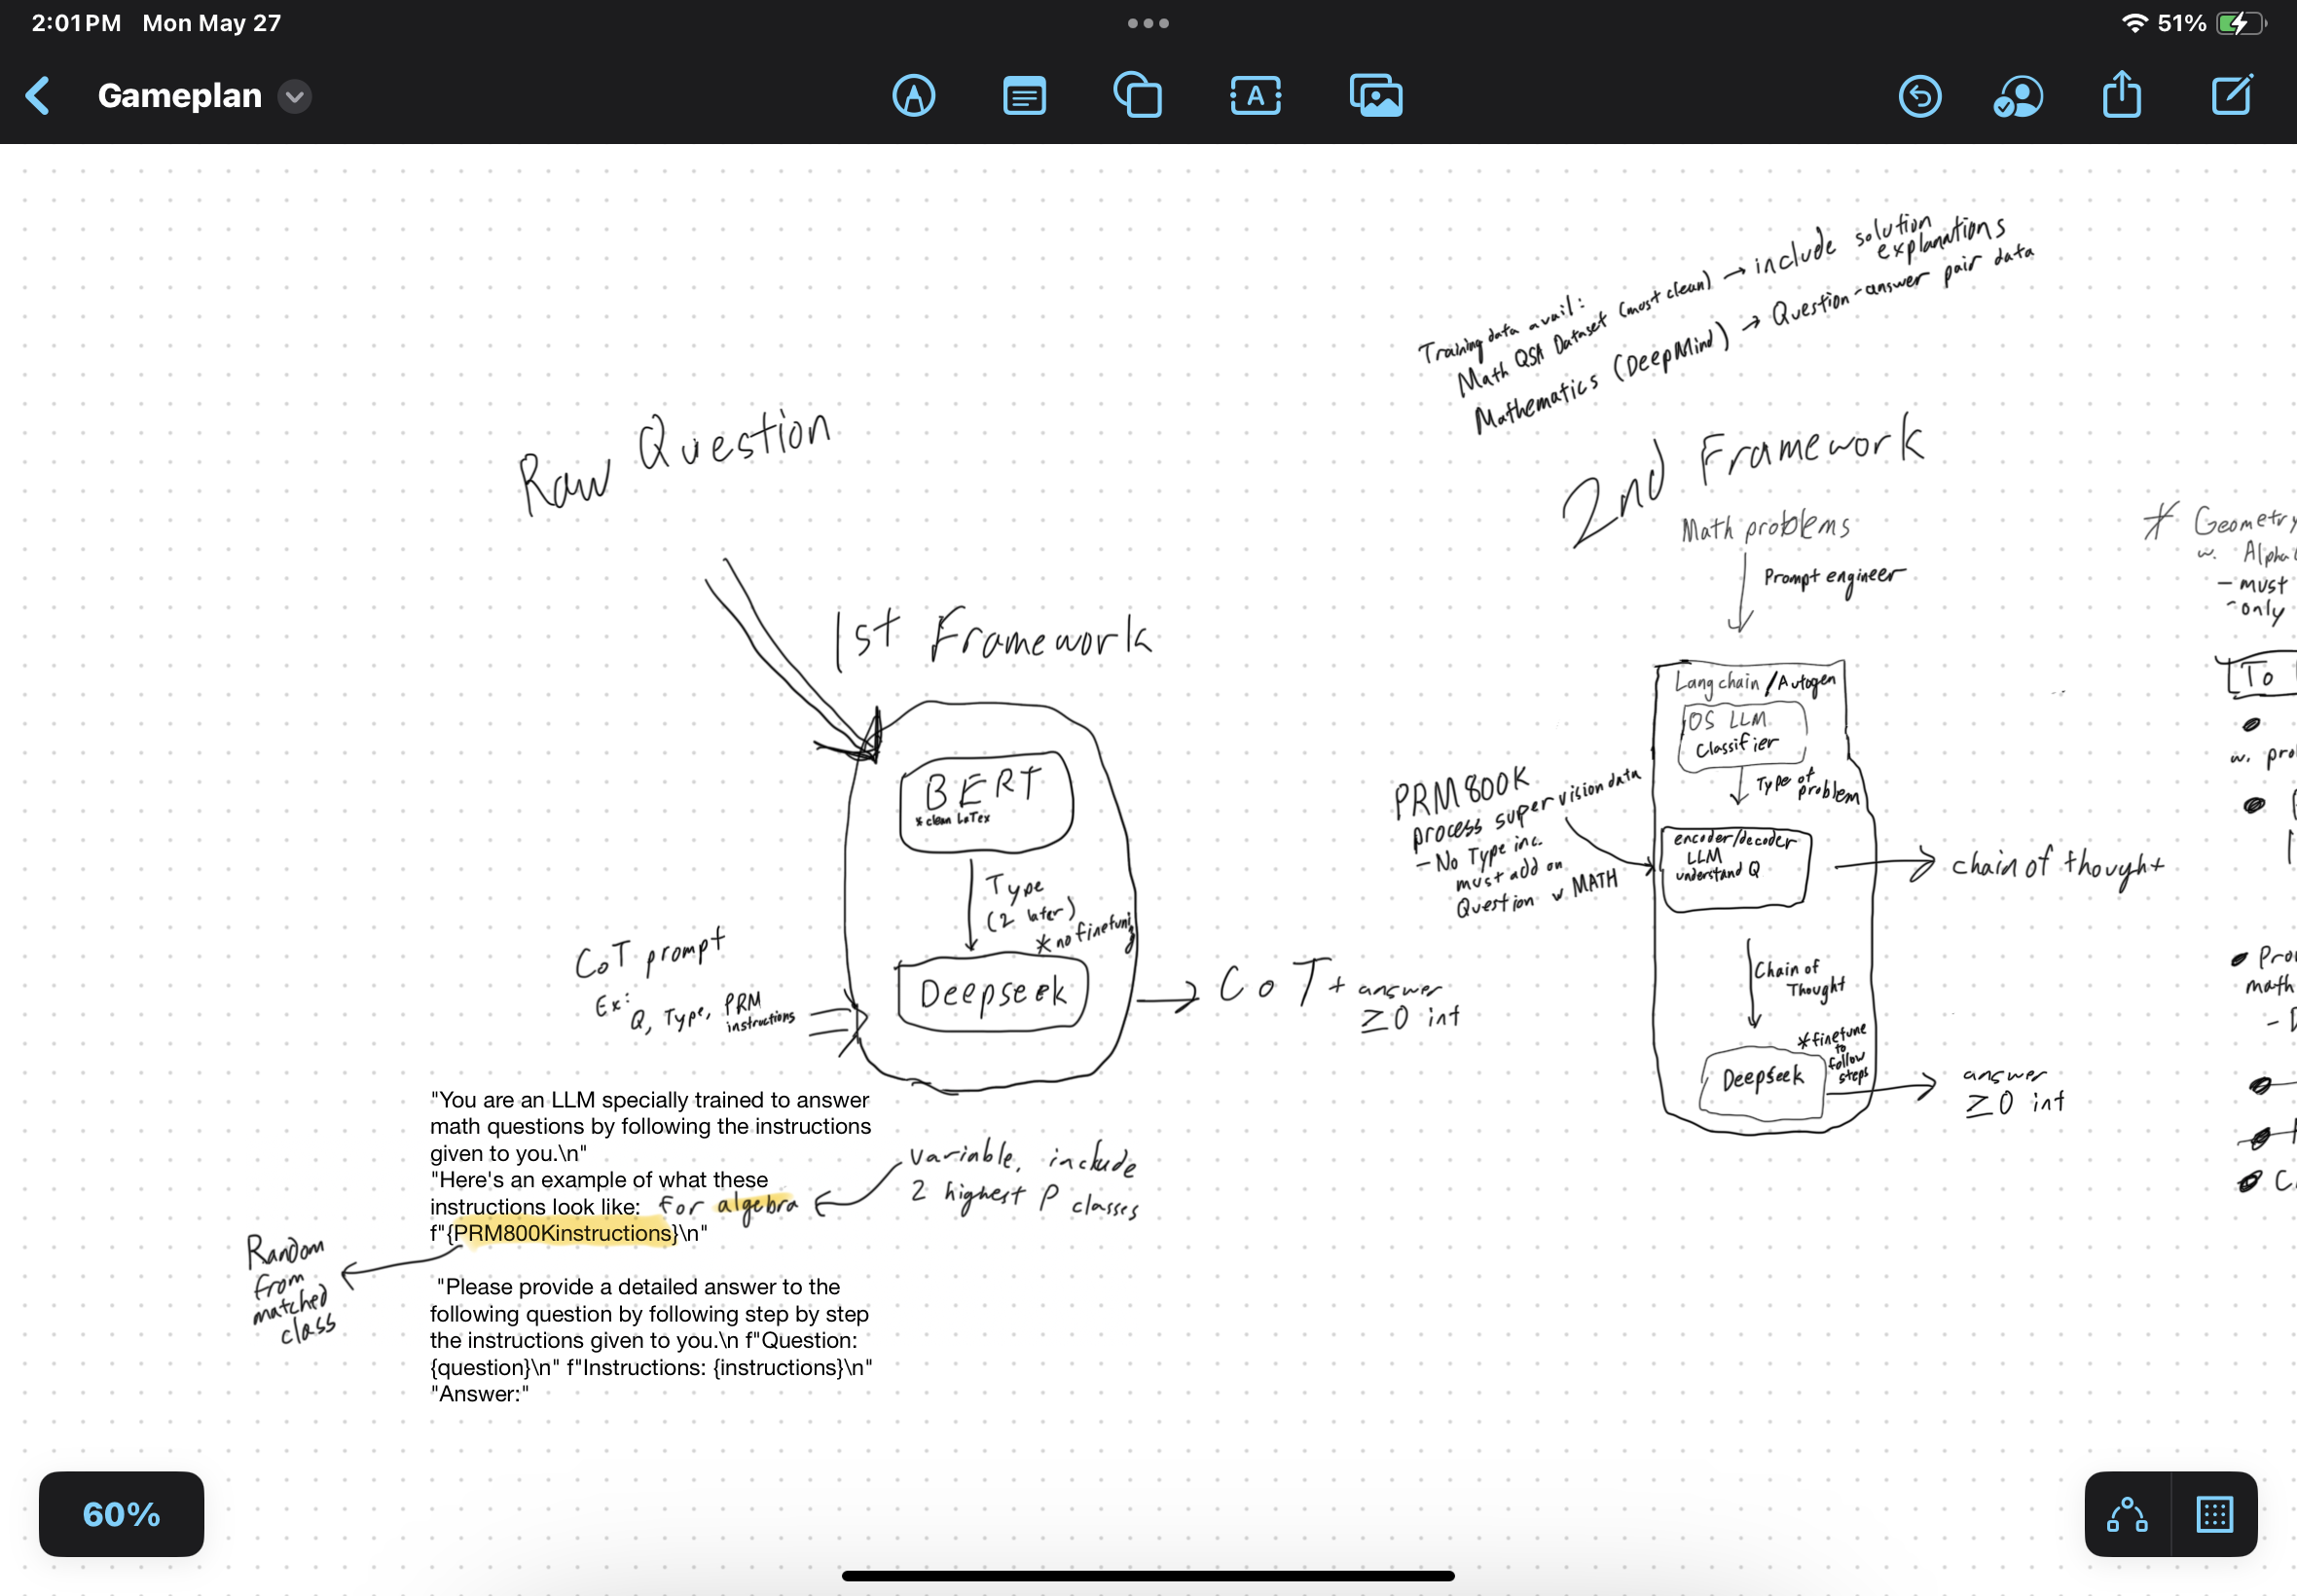 2:01 PM Mon May 27
51%
Gameplan
A
Training data avail:
Math QSA Dataset (most clean) → include solution
explanations
Mathematics (DeepMind) → Question-answer pair data
Raw Question
1st Framework
BERT
* clean LaTex
Type
(2 later)
* no finetuning
Deepseek
→ CoT + answer
≥0 int
CoT prompt
Ex:
Q, Type, PRM
instructions
"You are an LLM specially trained to answer
math questions by following the instructions
given to you.\n"
"Here's an example of what these
instructions look like: for algebra
f"{PRM800Kinstructions}\n"
variable, include
2 highest P classes
Random
from
matched
class
"Please provide a detailed answer to the
following question by following step by step
the instructions given to you.\n f"Question:
{question}\n" f"Instructions: {instructions}\n"
"Answer:"
2nd Framework
Math problems
Prompt engineer
Langchain / Autogen
OS LLM
Classifier
Type of
problem
PRM800K
process supervision data
- No Type inc.
must add on
Question w MATH
encoder/decoder
LLM
understand Q
→ chain of thought
Chain of
Thought
* finetune
to
follow
steps
Deepseek
→ answer
≥0 int
* Geometry
w. Alpha
- must
- only
To
w.
math
60%